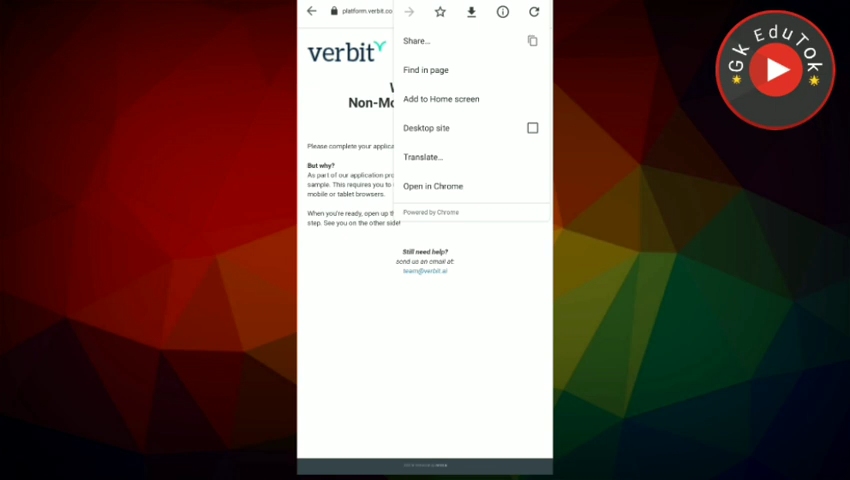 platform.verbit.co
verbit
Non-Mo
Please complete your applica
But why?
As part of our application pro
sample. This requires you to
mobile or tablet browsers.
When you're ready, open up th
step. See you on the other side!
Still need help?
send us an email at:
team@verbit.ai
Share...
Find in page
Add to Home screen
Desktop site
Translate...
Open in Chrome
Powered by Chrome
Gk EduTok